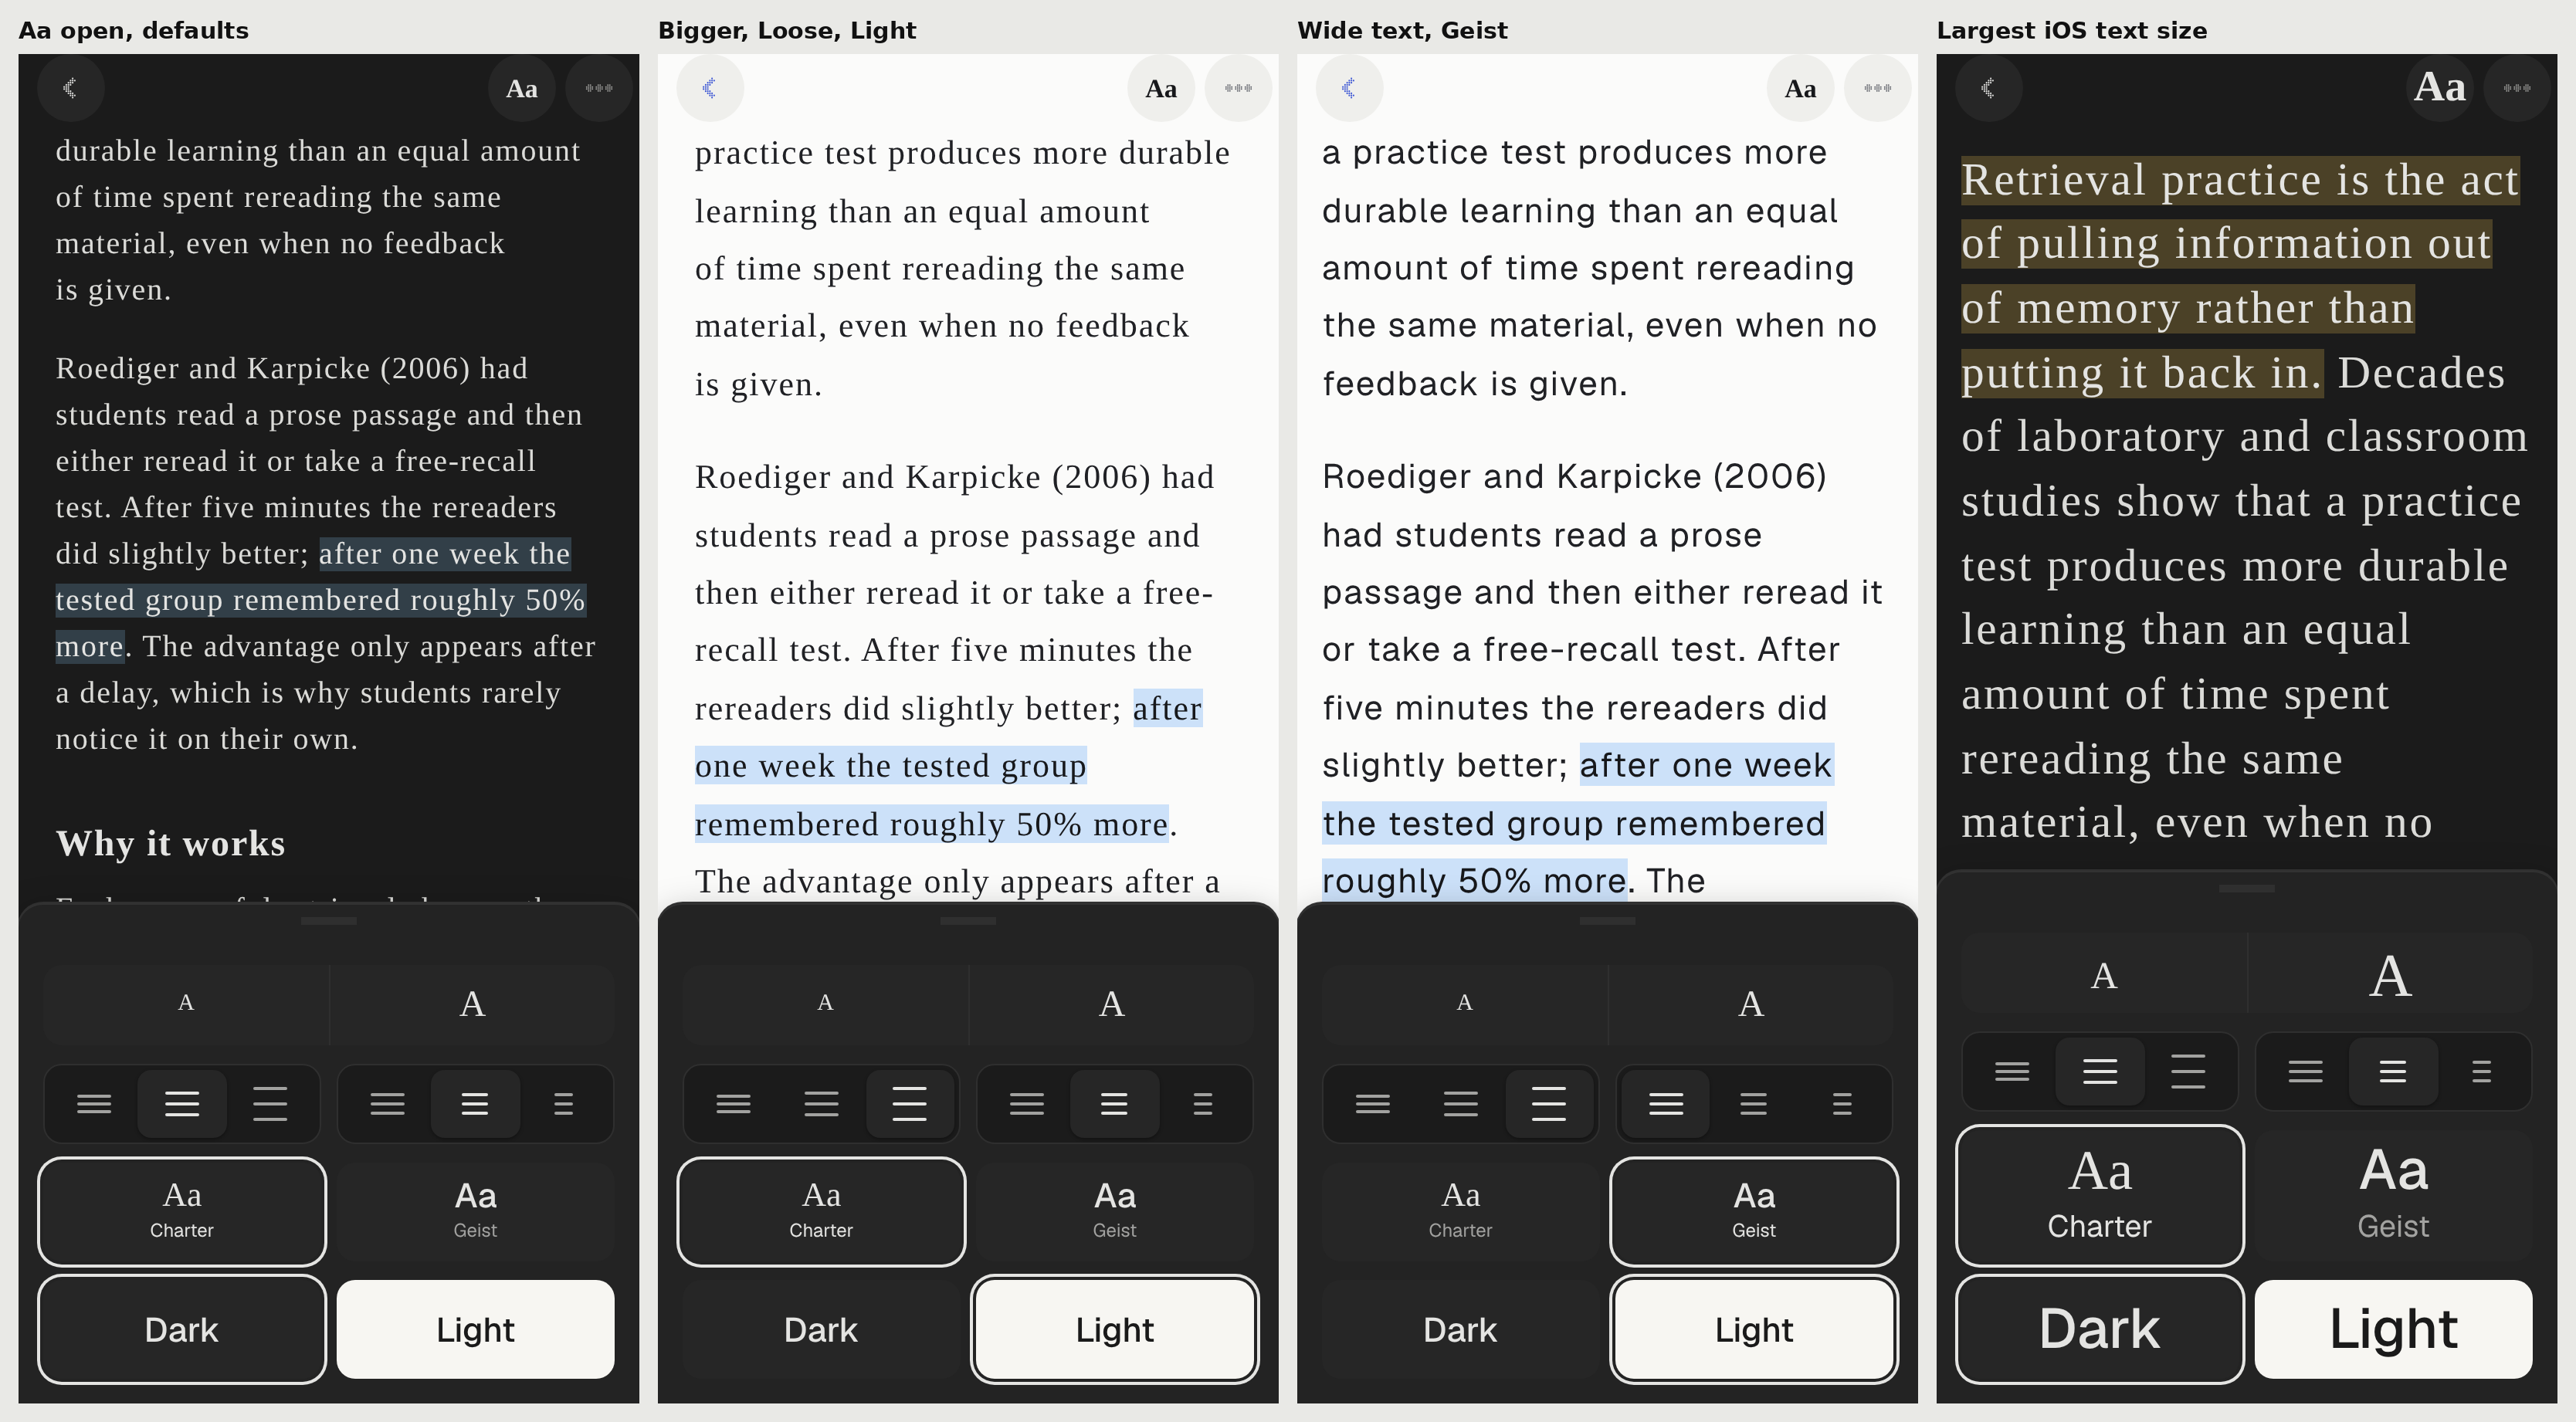 Aa open, defaults
Aa
durable learning than an equal amount
of time spent rereading the same
material, even when no feedback
is given.
Roediger and Karpicke (2006) had
students read a prose passage and then
either reread it or take a free-recall
test. After five minutes the rereaders
did slightly better; after one week the
tested group remembered roughly 50%
more. The advantage only appears after
a delay, which is why students rarely
notice it on their own.
Why it works
A A
Aa Aa
Charter Geist
Dark Light
Bigger, Loose, Light
Aa
practice test produces more durable
learning than an equal amount
of time spent rereading the same
material, even when no feedback
is given.
Roediger and Karpicke (2006) had
students read a prose passage and
then either reread it or take a free-
recall test. After five minutes the
rereaders did slightly better; after
one week the tested group
remembered roughly 50% more.
The advantage only appears after a
A A
Aa Aa
Charter Geist
Dark Light
Wide text, Geist
Aa
a practice test produces more
durable learning than an equal
amount of time spent rereading
the same material, even when no
feedback is given.
Roediger and Karpicke (2006)
had students read a prose
passage and then either reread it
or take a free-recall test. After
five minutes the rereaders did
slightly better; after one week
the tested group remembered
roughly 50% more. The
A A
Aa Aa
Charter Geist
Dark Light
Largest iOS text size
Aa
Retrieval practice is the act
of pulling information out
of memory rather than
putting it back in. Decades
of laboratory and classroom
studies show that a practice
test produces more durable
learning than an equal
amount of time spent
rereading the same
material, even when no
A A
Aa Aa
Charter Geist
Dark Light